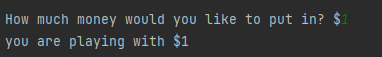 How much money would you like to put in? $1
you are playing with $1